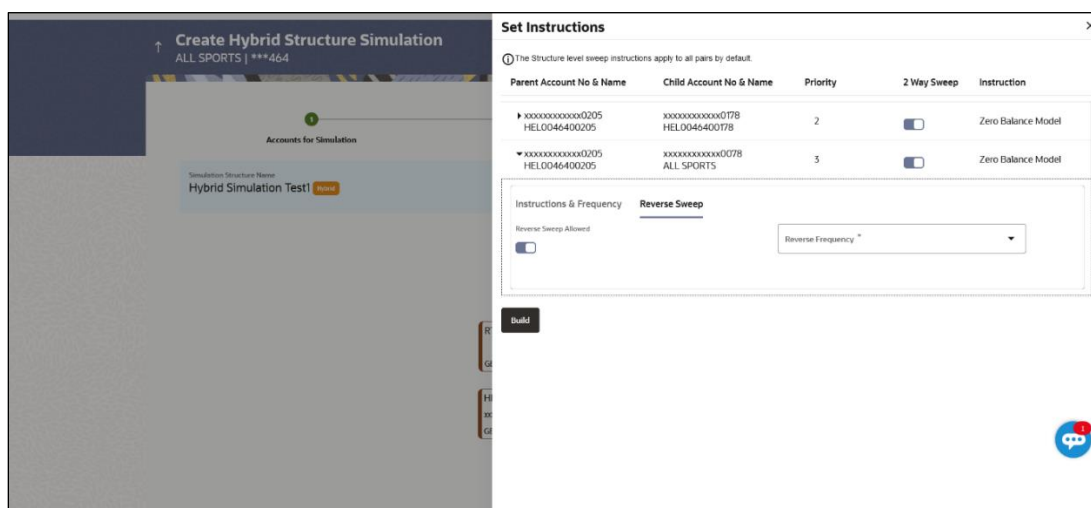 Create Hybrid Structure Simulation
ALL SPORTS | ***464
1
Accounts for Simulation
Simulation Structure Name
Hybrid Simulation Test1 Hybrid
Set Instructions
The Structure level sweep instructions apply to all pairs by default.
Parent Account No & Name Child Account No & Name Priority 2 Way Sweep Instruction
xxxxxxxxxxxx0205 xxxxxxxxxxxx0178 2 Zero Balance Model
HEL0046400205 HEL0046400178
xxxxxxxxxxxx0205 xxxxxxxxxxxx0078 3 Zero Balance Model
HEL0046400205 ALL SPORTS
Instructions & Frequency Reverse Sweep
Reverse Sweep Allowed
Reverse Frequency *
Build
1